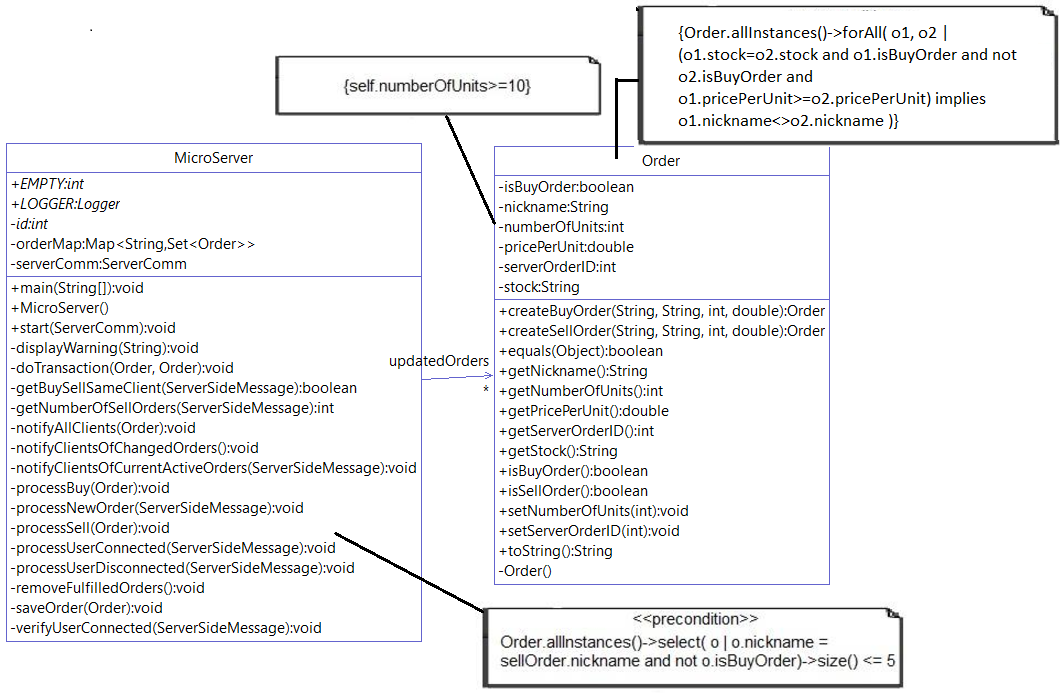 {Order.allInstances()->forAll( o1, o2 |
(o1.stock=o2.stock and o1.isBuyOrder and not
o2.isBuyOrder and
o1.pricePerUnit>=o2.pricePerUnit) implies
o1.nickname<>o2.nickname )}
{self.numberOfUnits>=10}
MicroServer
+EMPTY:int
+LOGGER:Logger
-id:int
-orderMap:Map<String,Set<Order>>
-serverComm:ServerComm
+main(String[]):void
+MicroServer()
+start(ServerComm):void
-displayWarning(String):void
-doTransaction(Order, Order):void
-getBuySellSameClient(ServerSideMessage):boolean
-getNumberOfSellOrders(ServerSideMessage):int
-notifyAllClients(Order):void
-notifyClientsOfChangedOrders():void
-notifyClientsOfCurrentActiveOrders(ServerSideMessage):void
-processBuy(Order):void
-processNewOrder(ServerSideMessage):void
-processSell(Order):void
-processUserConnected(ServerSideMessage):void
-processUserDisconnected(ServerSideMessage):void
-removeFulfilledOrders():void
-saveOrder(Order):void
-verifyUserConnected(ServerSideMessage):void
updatedOrders
*
Order
-isBuyOrder:boolean
-nickname:String
-numberOfUnits:int
-pricePerUnit:double
-serverOrderID:int
-stock:String
+createBuyOrder(String, String, int, double):Order
+createSellOrder(String, String, int, double):Order
+equals(Object):boolean
+getNickname():String
+getNumberOfUnits():int
+getPricePerUnit():double
+getServerOrderID():int
+getStock():String
+isBuyOrder():boolean
+isSellOrder():boolean
+setNumberOfUnits(int):void
+setServerOrderID(int):void
+toString():String
-Order()
<<precondition>>
Order.allInstances()->select( o | o.nickname =
sellOrder.nickname and not o.isBuyOrder)->size() <= 5